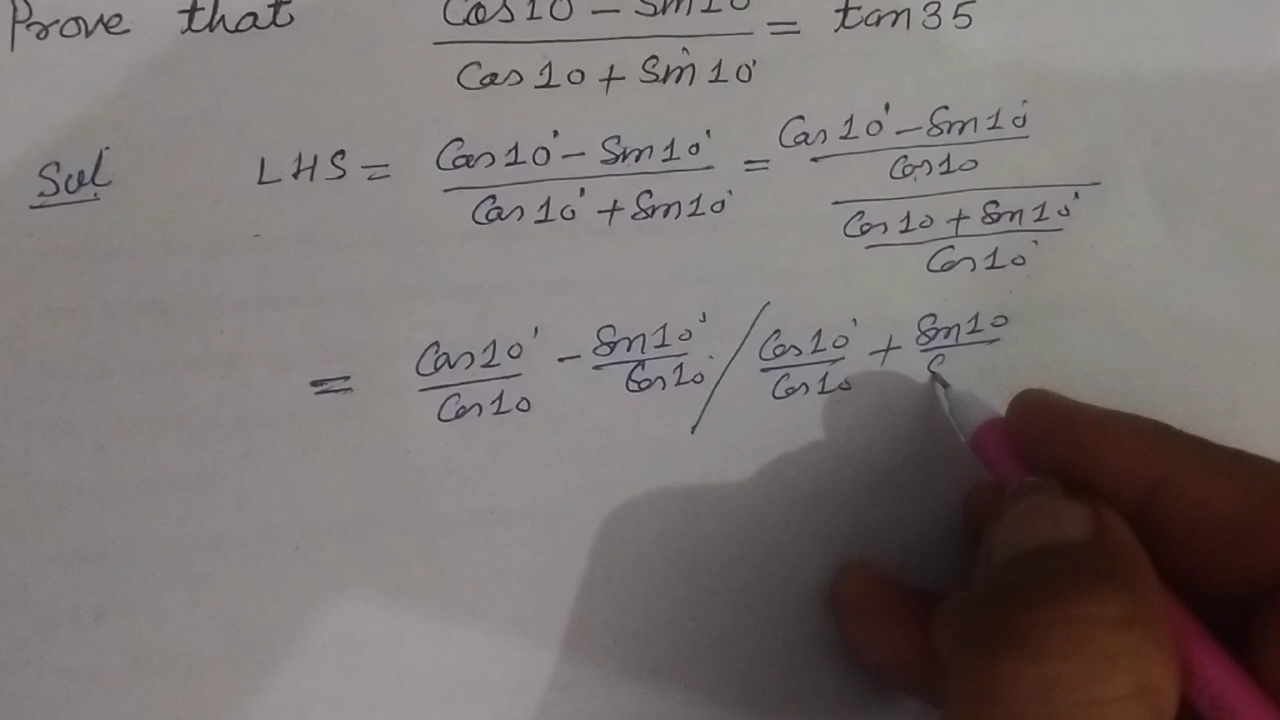 Prove that Cos10 - Sin10 / Cos10 + Sin10° = tan35
Sol LHS = Cos10° - Sin10° / Cos10° + Sin10° = Cos10° - Sin10° / Cos10 / Cos10 + Sin10° / Cos10°
= Cos10° / Cos10 - Sin10° / Cos10 / Cos10° / Cos10 + Sin10